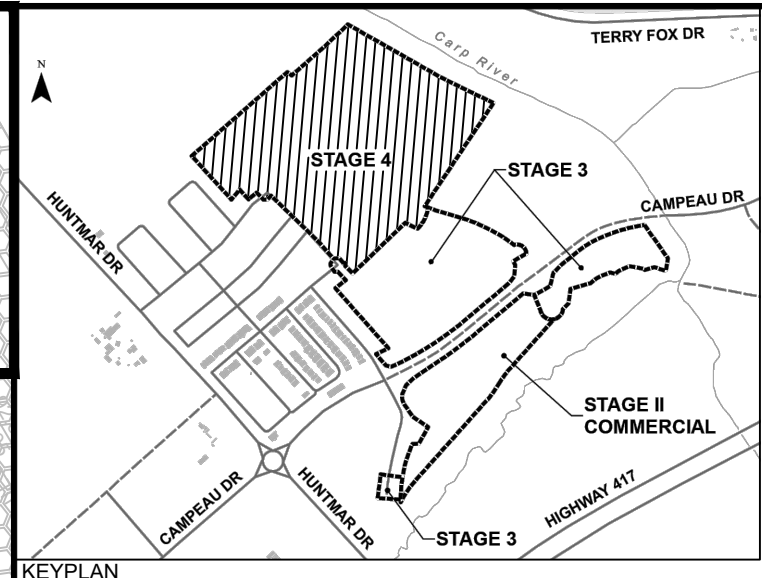 TERRY FOX DR
Carp River
N
STAGE 4
STAGE 3
CAMPEAU DR
HUNTMAR DR
STAGE II
COMMERCIAL
HIGHWAY 417
CAMPEAU DR
HUNTMAR DR
STAGE 3
KEYPLAN